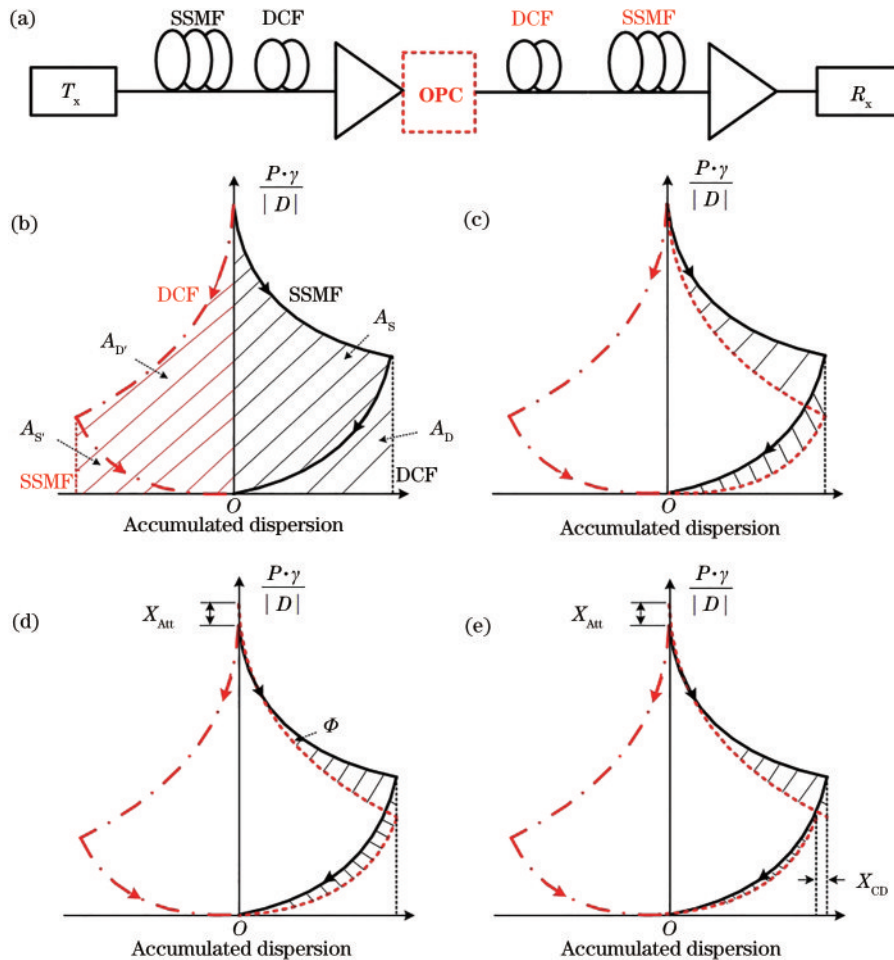 (a)
SSMF DCF DCF SSMF
Tx OPC Rx
(b)
P·γ
|D|
DCF SSMF
AD′ AS
AS′ AD
SSMF DCF
O
Accumulated dispersion
(c)
P·γ
|D|
O
Accumulated dispersion
(d)
P·γ
|D|
XAtt
Φ
O
Accumulated dispersion
(e)
P·γ
|D|
XAtt
XCD
O
Accumulated dispersion